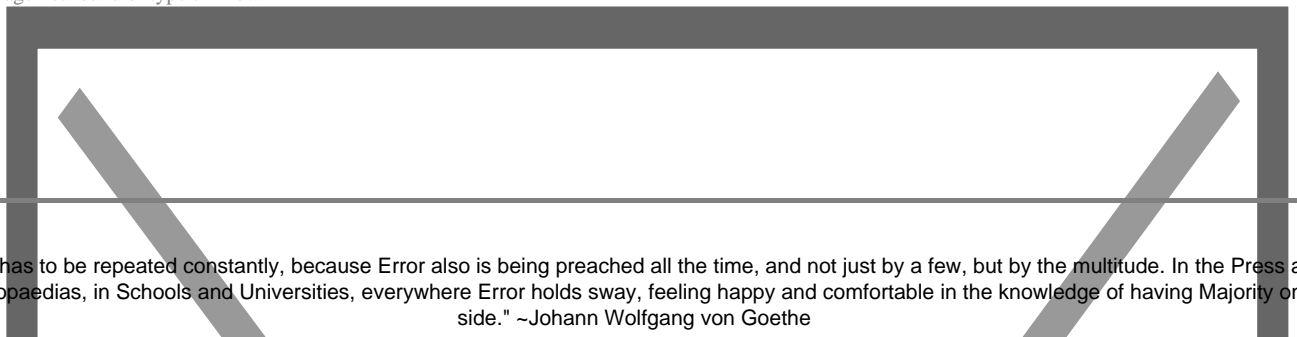 has to be repeated constantly, because Error also is being preached all the time, and not just by a few, but by the multitude. In the Press
opaedias, in Schools and Universities, everywhere Error holds sway, feeling happy and comfortable in the knowledge of having Majority
side." ~Johann Wolfgang von Goethe